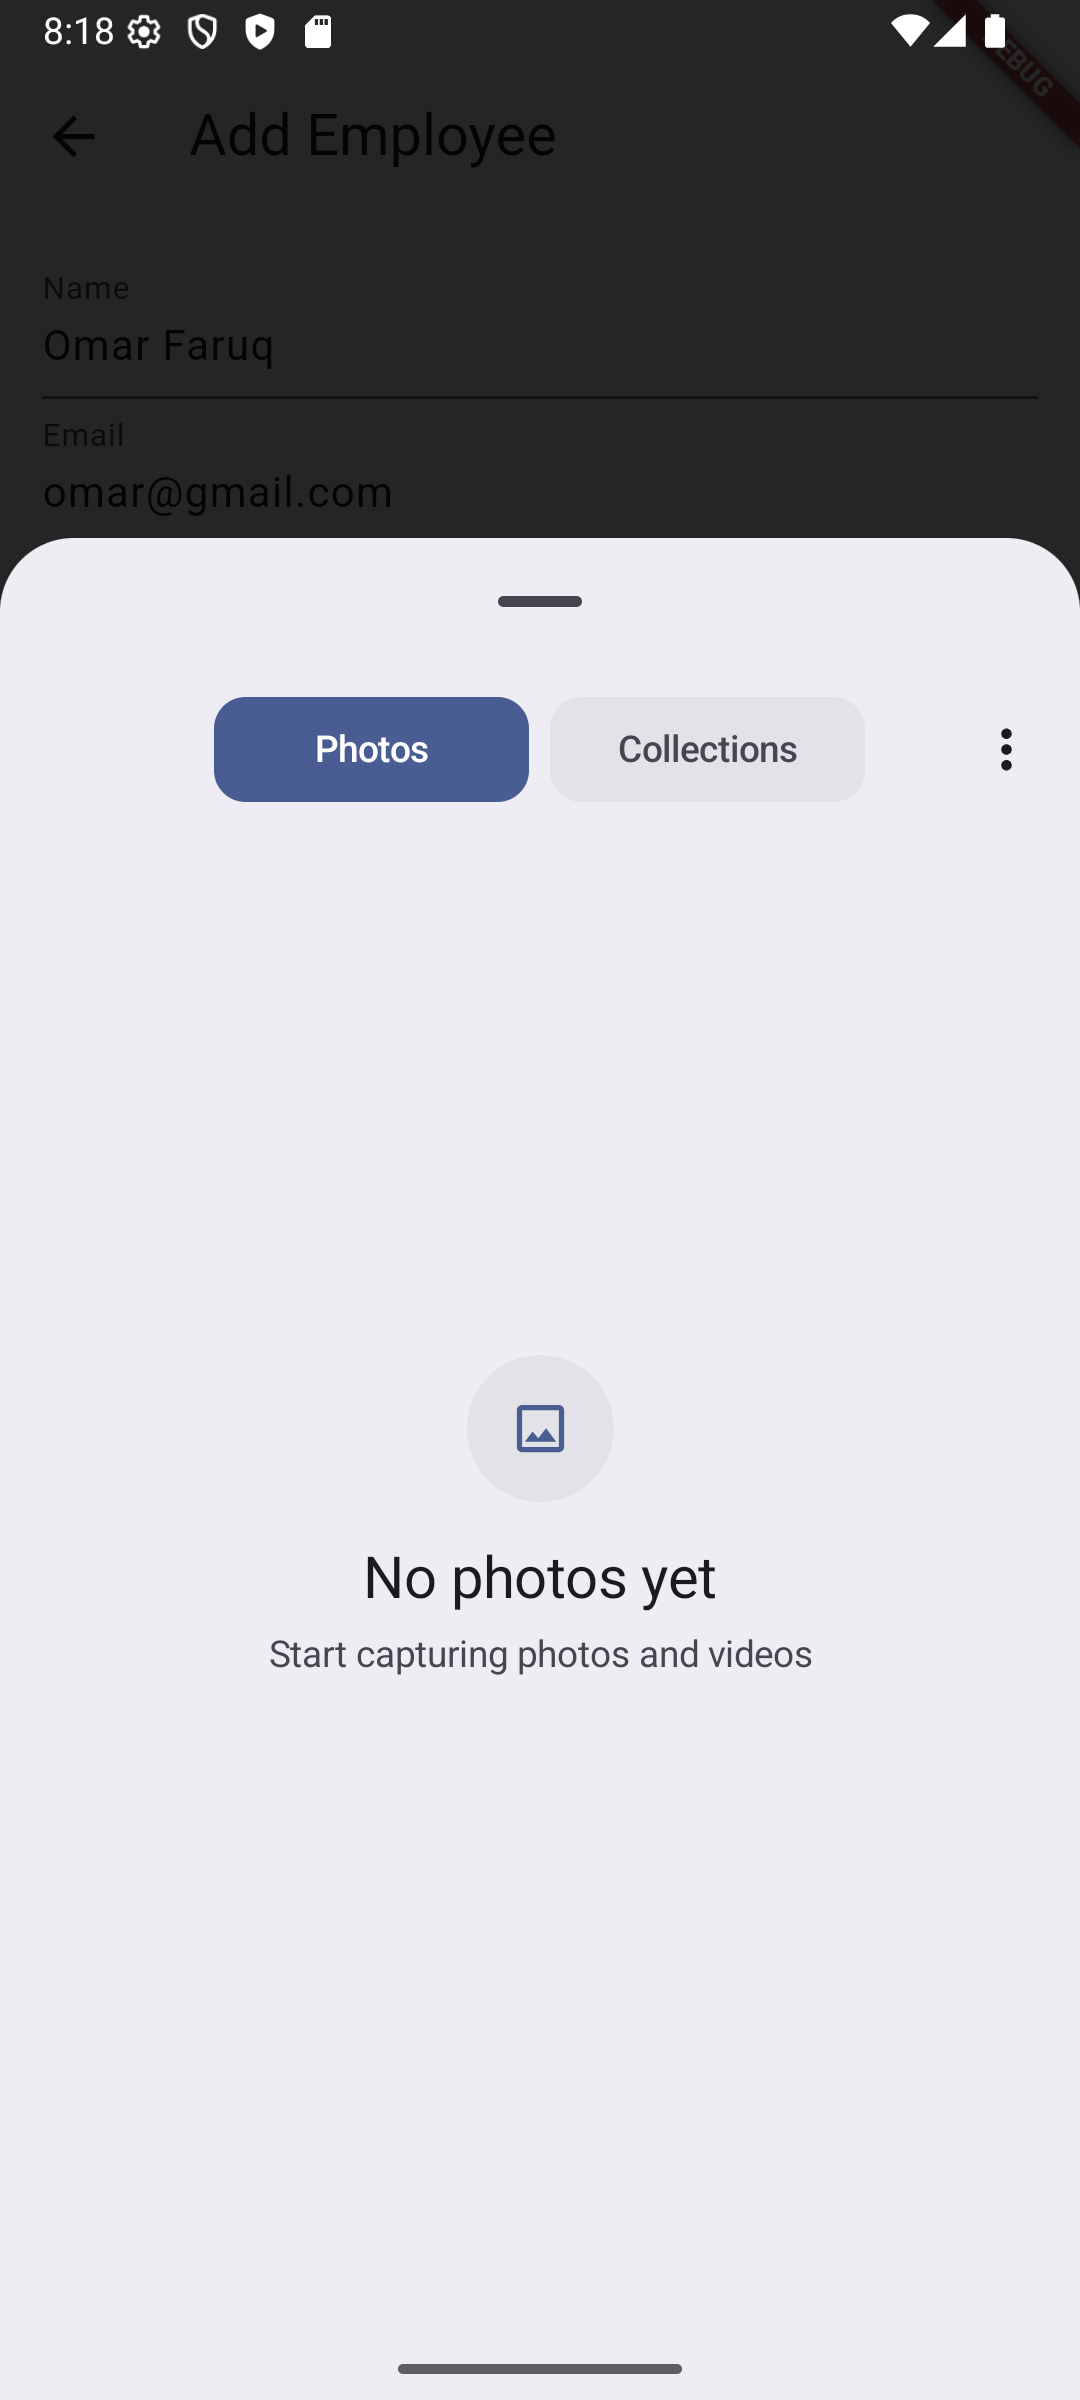 8:18
Add Employee
Name
Omar Faruq
Email
omar@gmail.com
Photos
Collections
No photos yet
Start capturing photos and videos